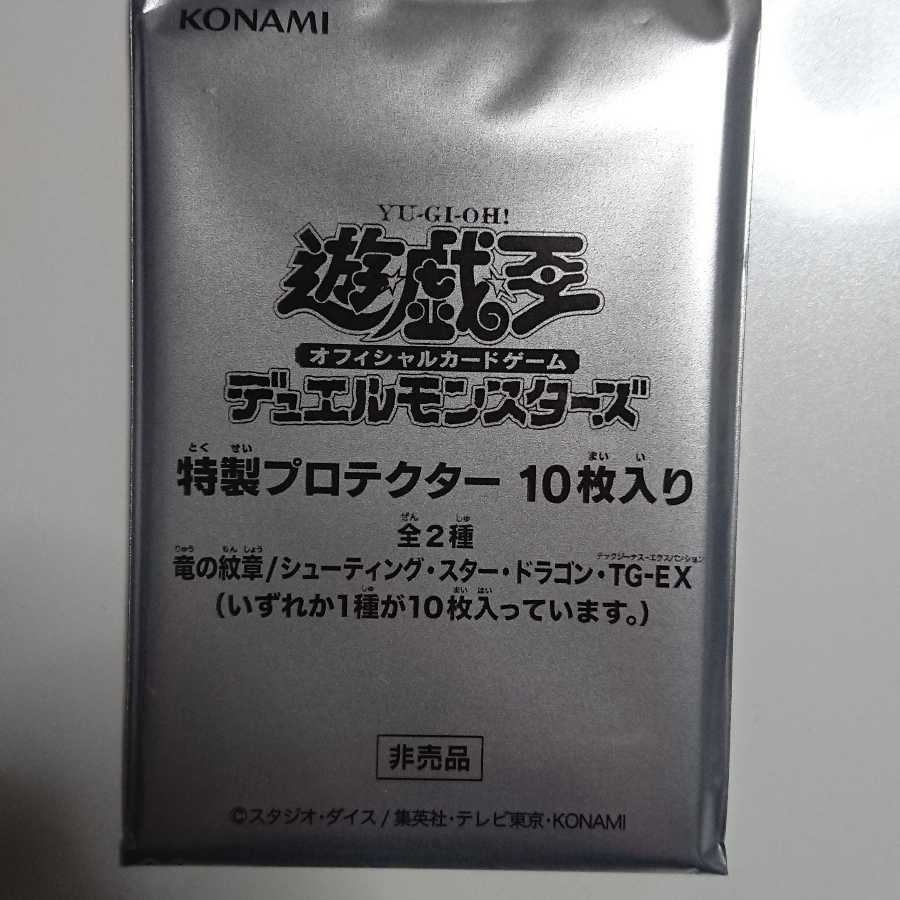 KONAMI
YU-GI-OH!
遊戯王
オフィシャルカードゲーム
デュエルモンスターズ
とく せい まい い
特製プロテクター 10枚入り
ぜん しゅ
全2種
りゅう もんしょう テックジーナス-エクスパンション
竜の紋章/シューティング・スター・ドラゴン・TG-EX
しゅ まい はい
(いずれか1種が10枚入っています。)
非売品
©スタジオ・ダイス/集英社・テレビ東京・KONAMI